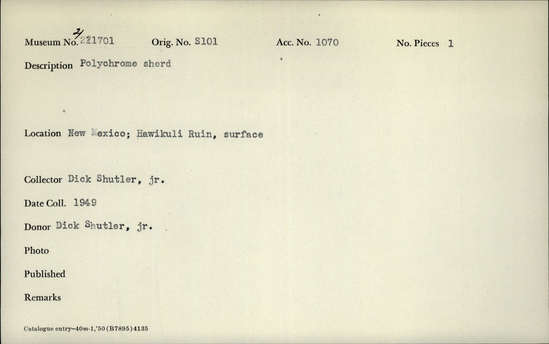 Museum No. 2/221701 Orig. No. S101 Acc. No. 1070 No. Pieces 1
Description Polychrome sherd
Location New Mexico; Hawikuli Ruin, surface
Collector Dick Shutler, jr.
Date Coll. 1949
Donor Dick Shutler, jr.
Photo
Published
Remarks
Catalogue entry—40m-1,'50 (B7895) 4135